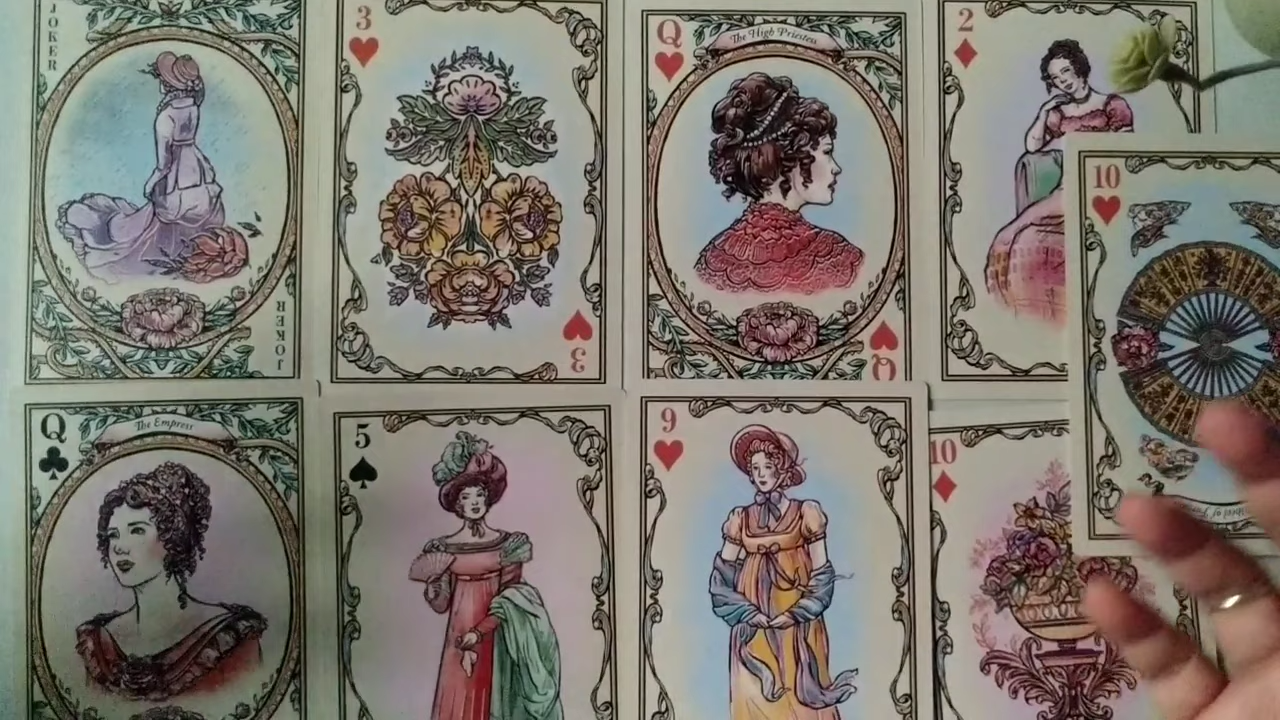 JOKER
JOKER
3
3
Q
The High Priestess
Q
2
10
Q
The Empress
5
9
10